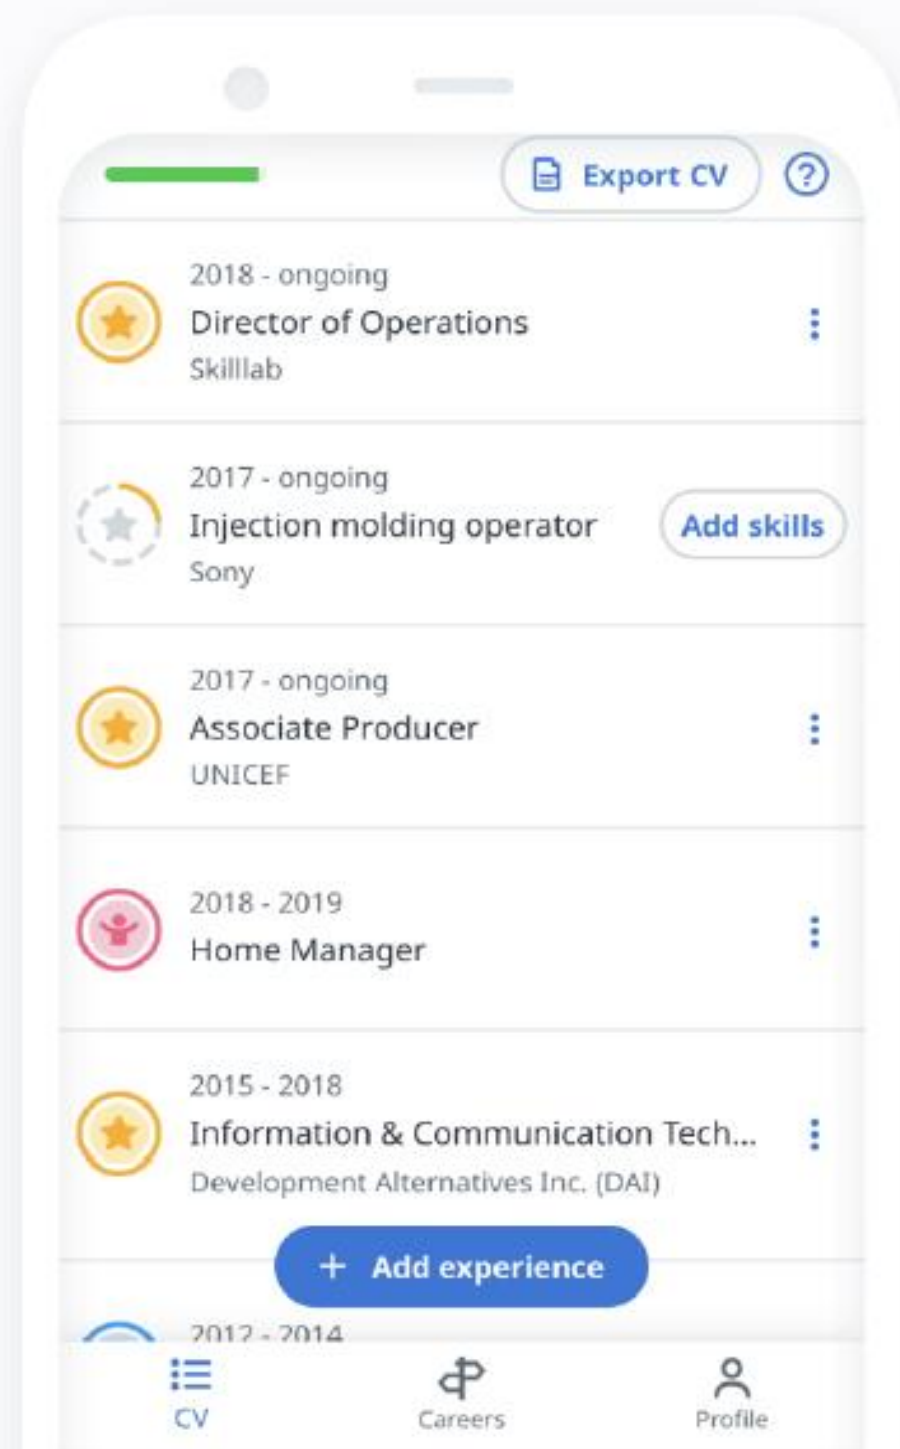 Export CV
2018 - ongoing
Director of Operations
Skilllab
2017 - ongoing
Injection molding operator
Add skills
Sony
2017 - ongoing
Associate Producer
UNICEF
2018 - 2019
Home Manager
2015 - 2018
Information & Communication Tech...
Development Alternatives Inc. (DAI)
+ Add experience
2012 - 2014
CV
Careers
Profile